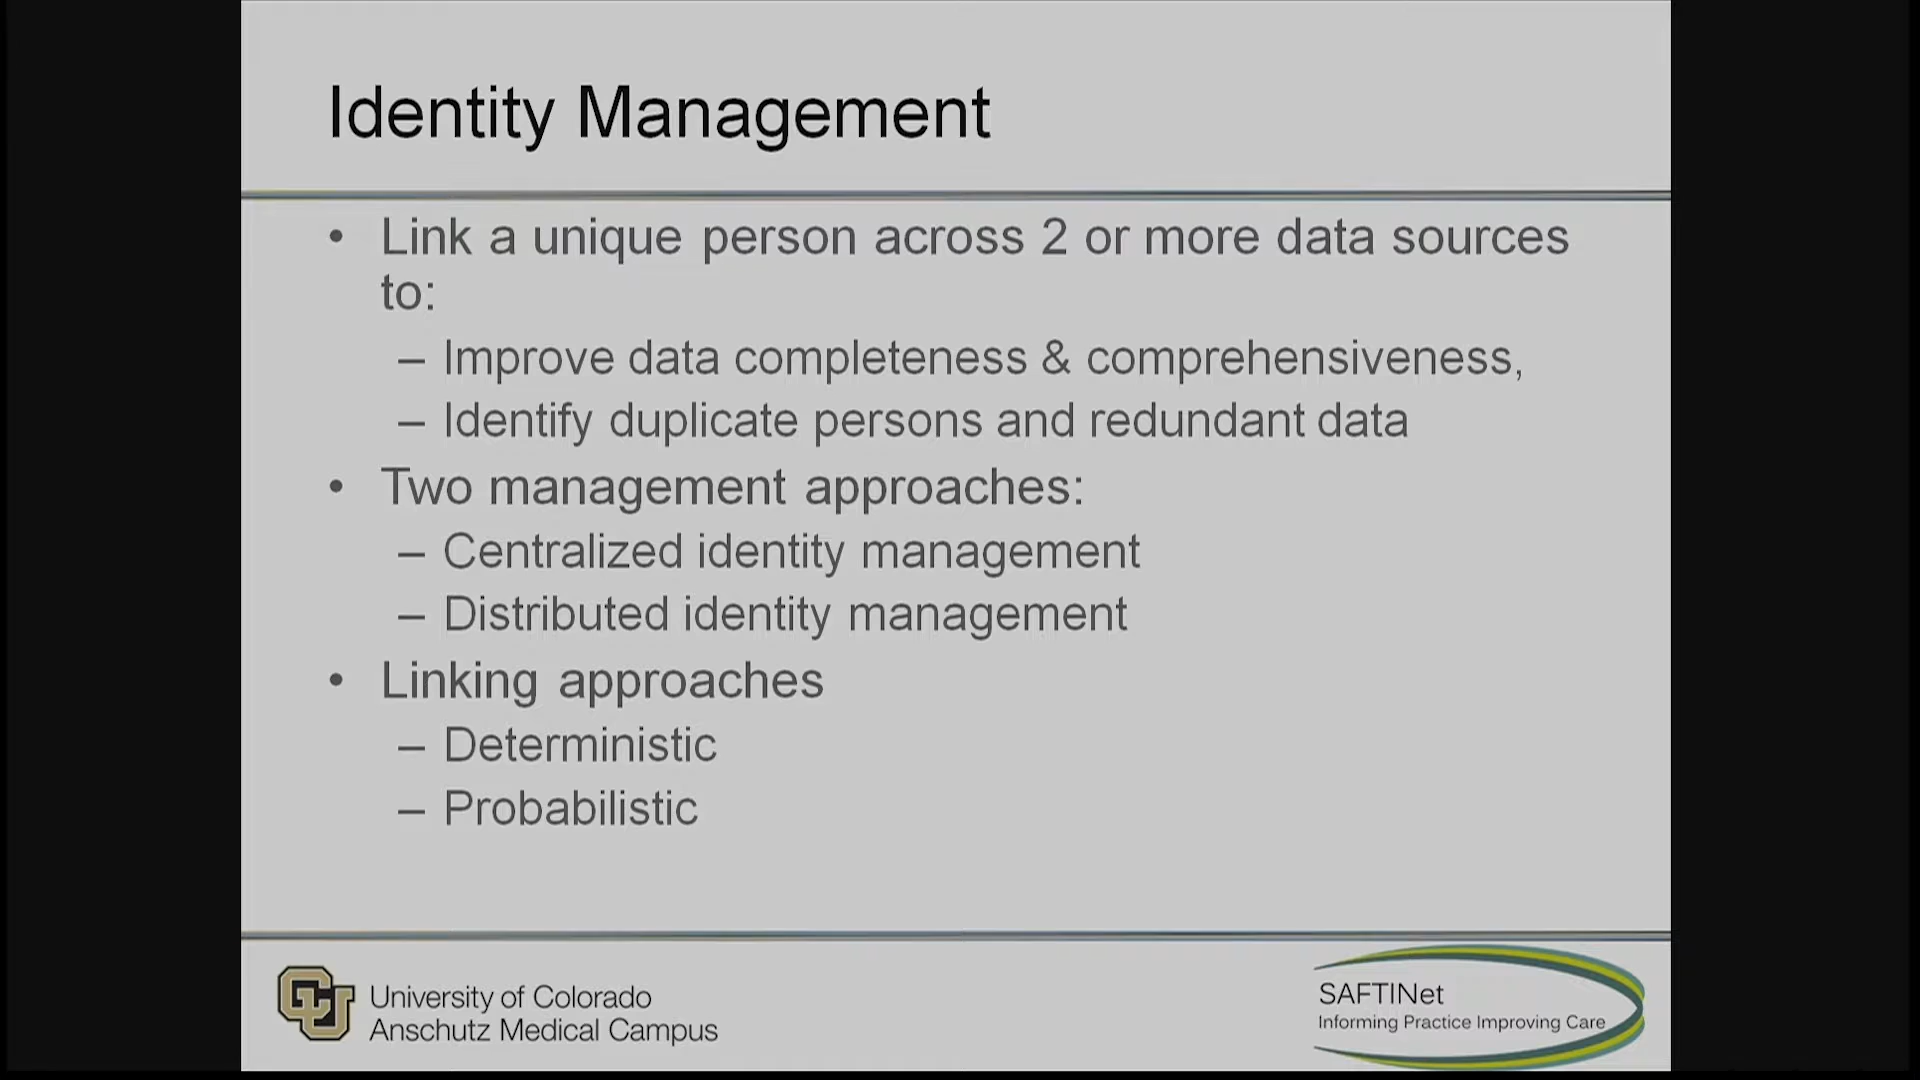 Identity Management
• Link a unique person across 2 or more data sources
to:
– Improve data completeness & comprehensiveness,
– Identify duplicate persons and redundant data
• Two management approaches:
– Centralized identity management
– Distributed identity management
• Linking approaches
– Deterministic
– Probabilistic
University of Colorado
Anschutz Medical Campus
SAFTINet
Informing Practice Improving Care